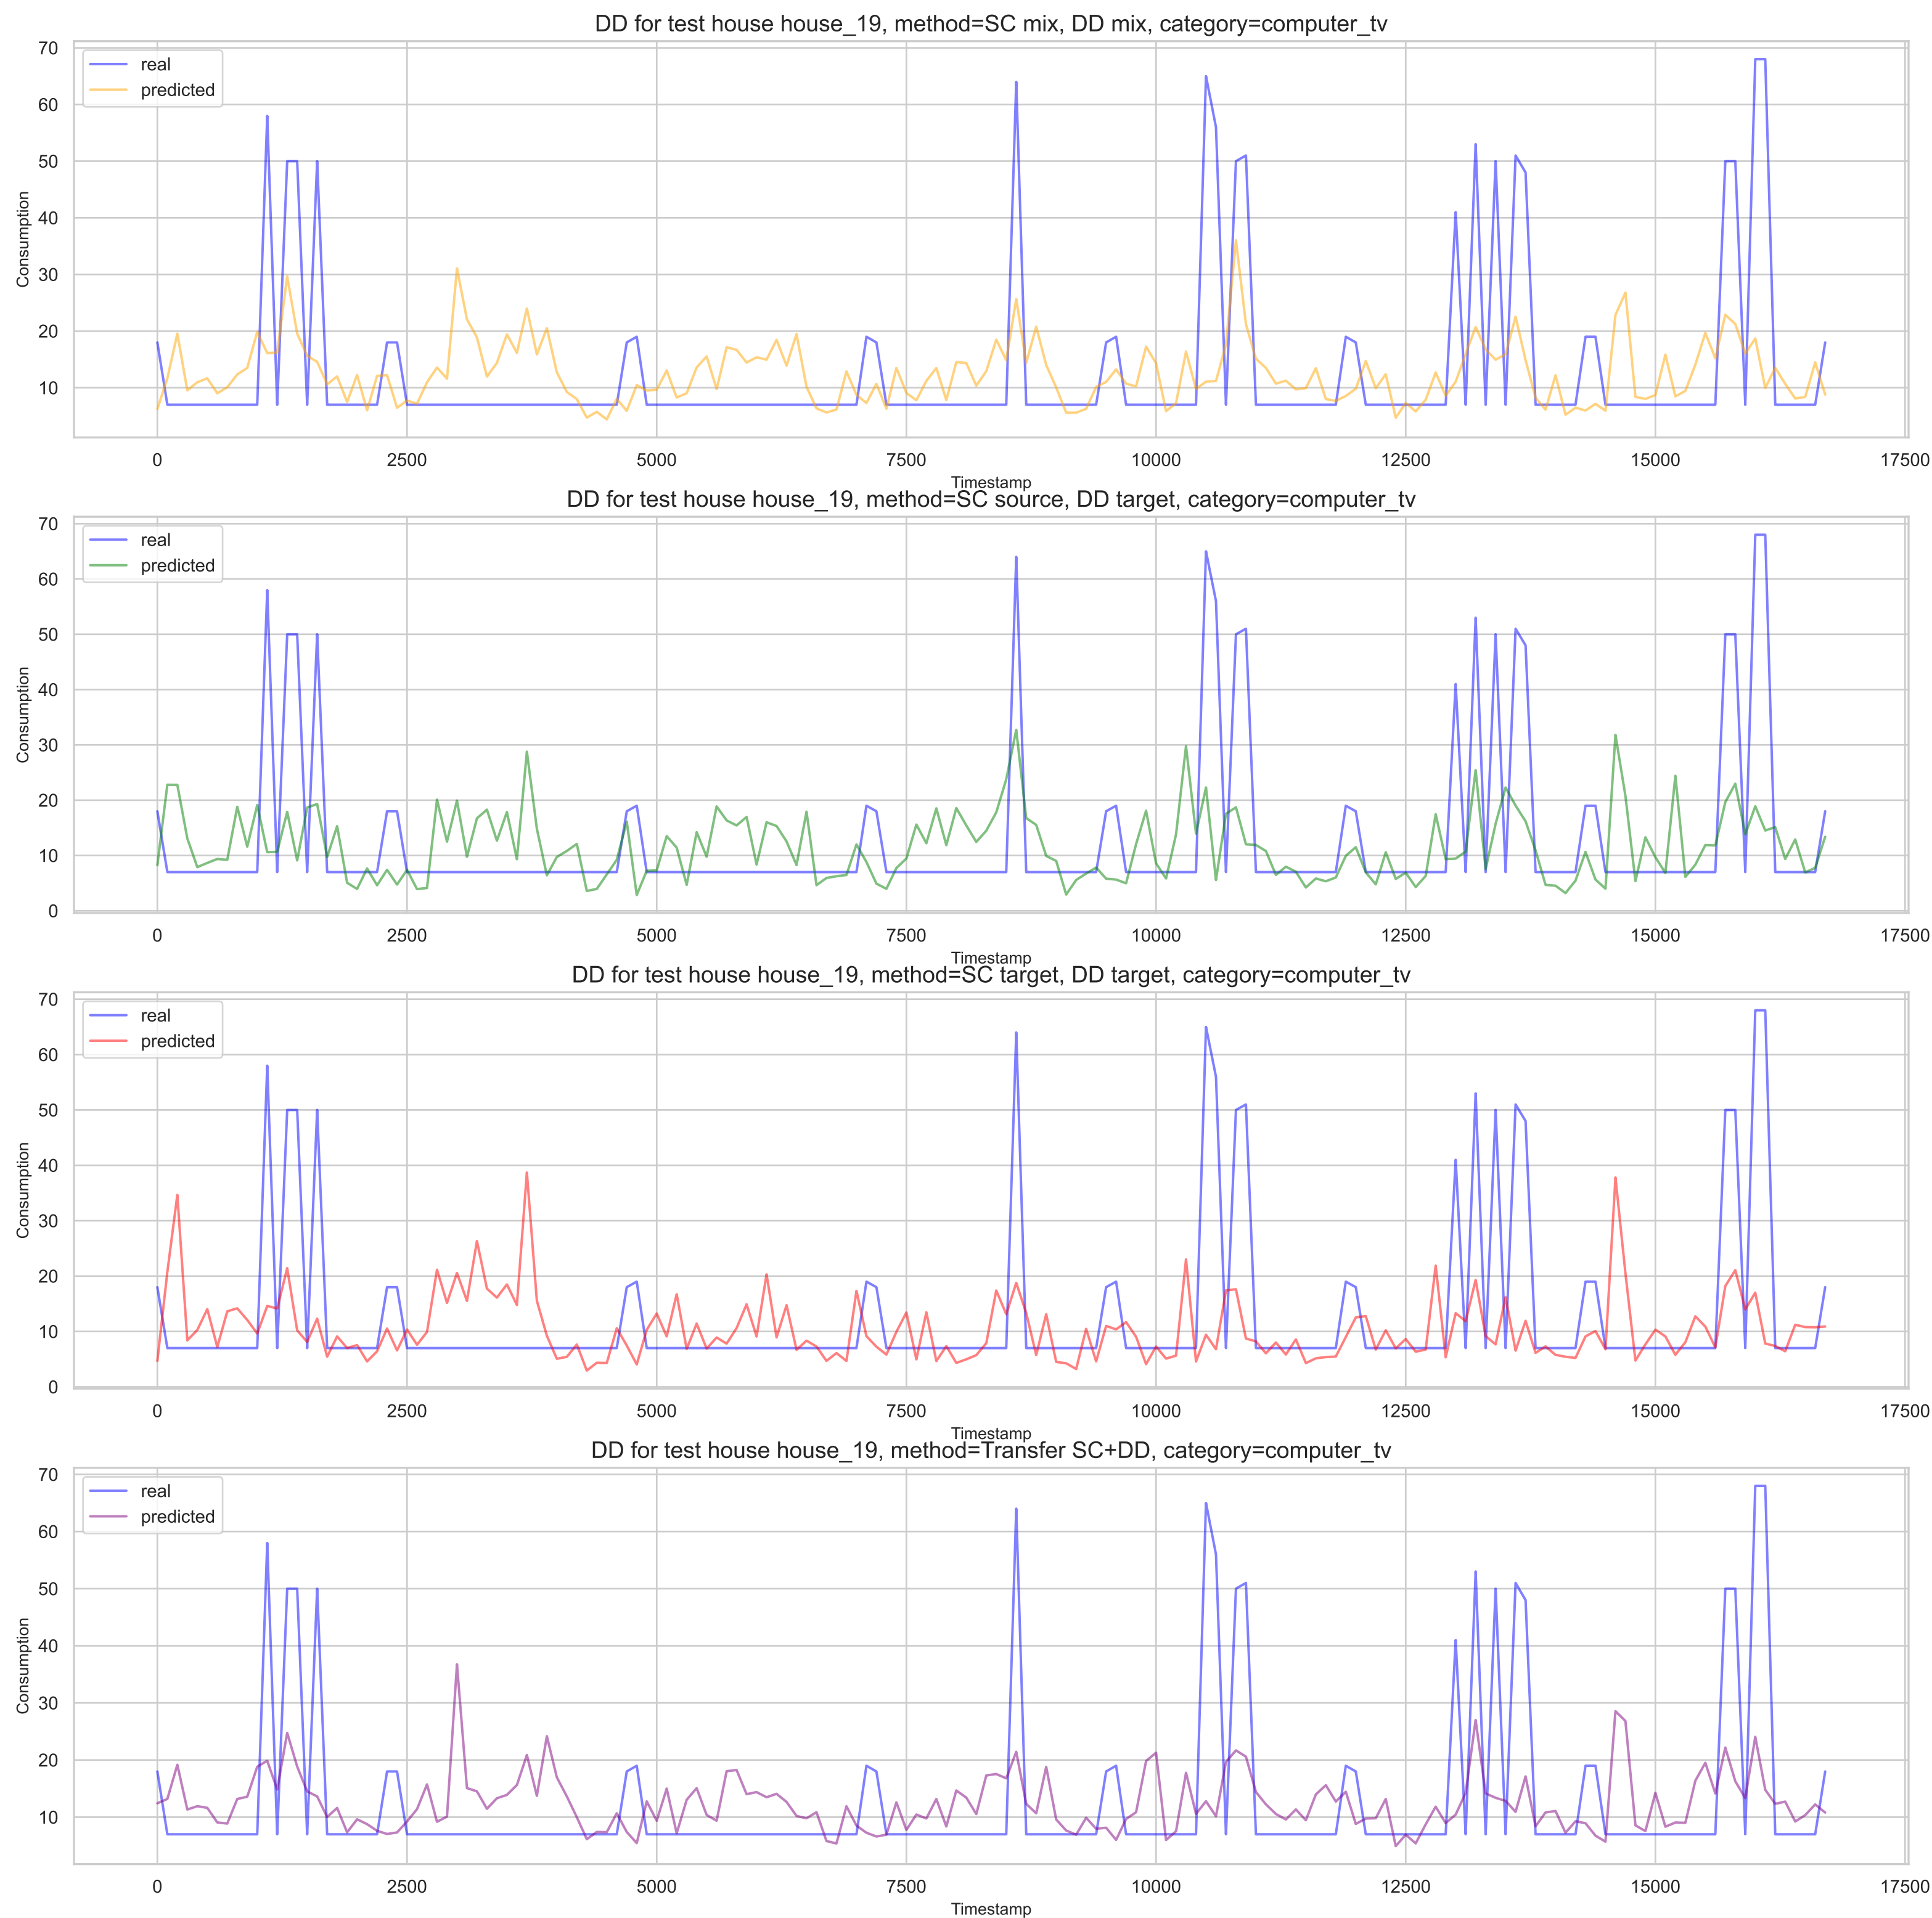 DD for test house house_19, method=SC mix, DD mix, category=computer_tv
real
predicted
Consumption
70
60
50
40
30
20
10
0 2500 5000 7500 10000 12500 15000 17500
Timestamp
DD for test house house_19, method=SC source, DD target, category=computer_tv
real
predicted
Consumption
70
60
50
40
30
20
10
0
0 2500 5000 7500 10000 12500 15000 17500
Timestamp
DD for test house house_19, method=SC target, DD target, category=computer_tv
real
predicted
Consumption
70
60
50
40
30
20
10
0
0 2500 5000 7500 10000 12500 15000 17500
Timestamp
DD for test house house_19, method=Transfer SC+DD, category=computer_tv
real
predicted
Consumption
70
60
50
40
30
20
10
0 2500 5000 7500 10000 12500 15000 17500
Timestamp